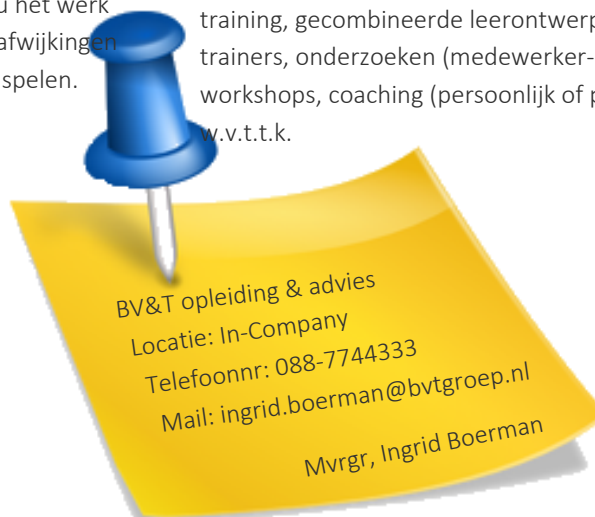 u het werk
afwijkingen
spelen.
training, gecombineerde leerontwerp
trainers, onderzoeken (medewerker-
workshops, coaching (persoonlijk of p
w.v.t.t.k.
BV&T opleiding & advies
Locatie: In-Company
Telefoonnr: 088-7744333
Mail: ingrid.boerman@bvtgroep.nl
Mvrgr, Ingrid Boerman